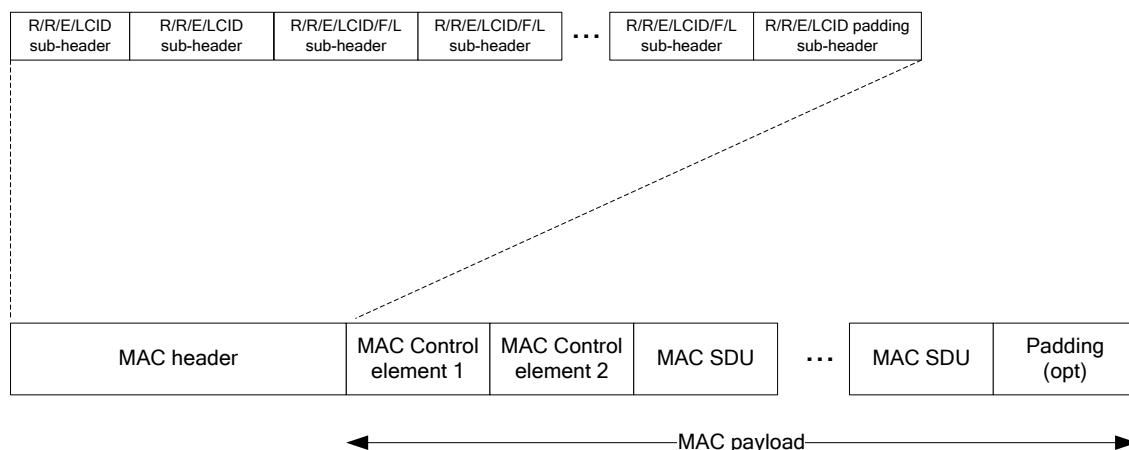 R/R/E/LCID sub-header
R/R/E/LCID sub-header
R/R/E/LCID/F/L sub-header
R/R/E/LCID/F/L sub-header
...
R/R/E/LCID/F/L sub-header
R/R/E/LCID padding sub-header
MAC header
MAC Control element 1
MAC Control element 2
MAC SDU
...
MAC SDU
Padding (opt)
MAC payload